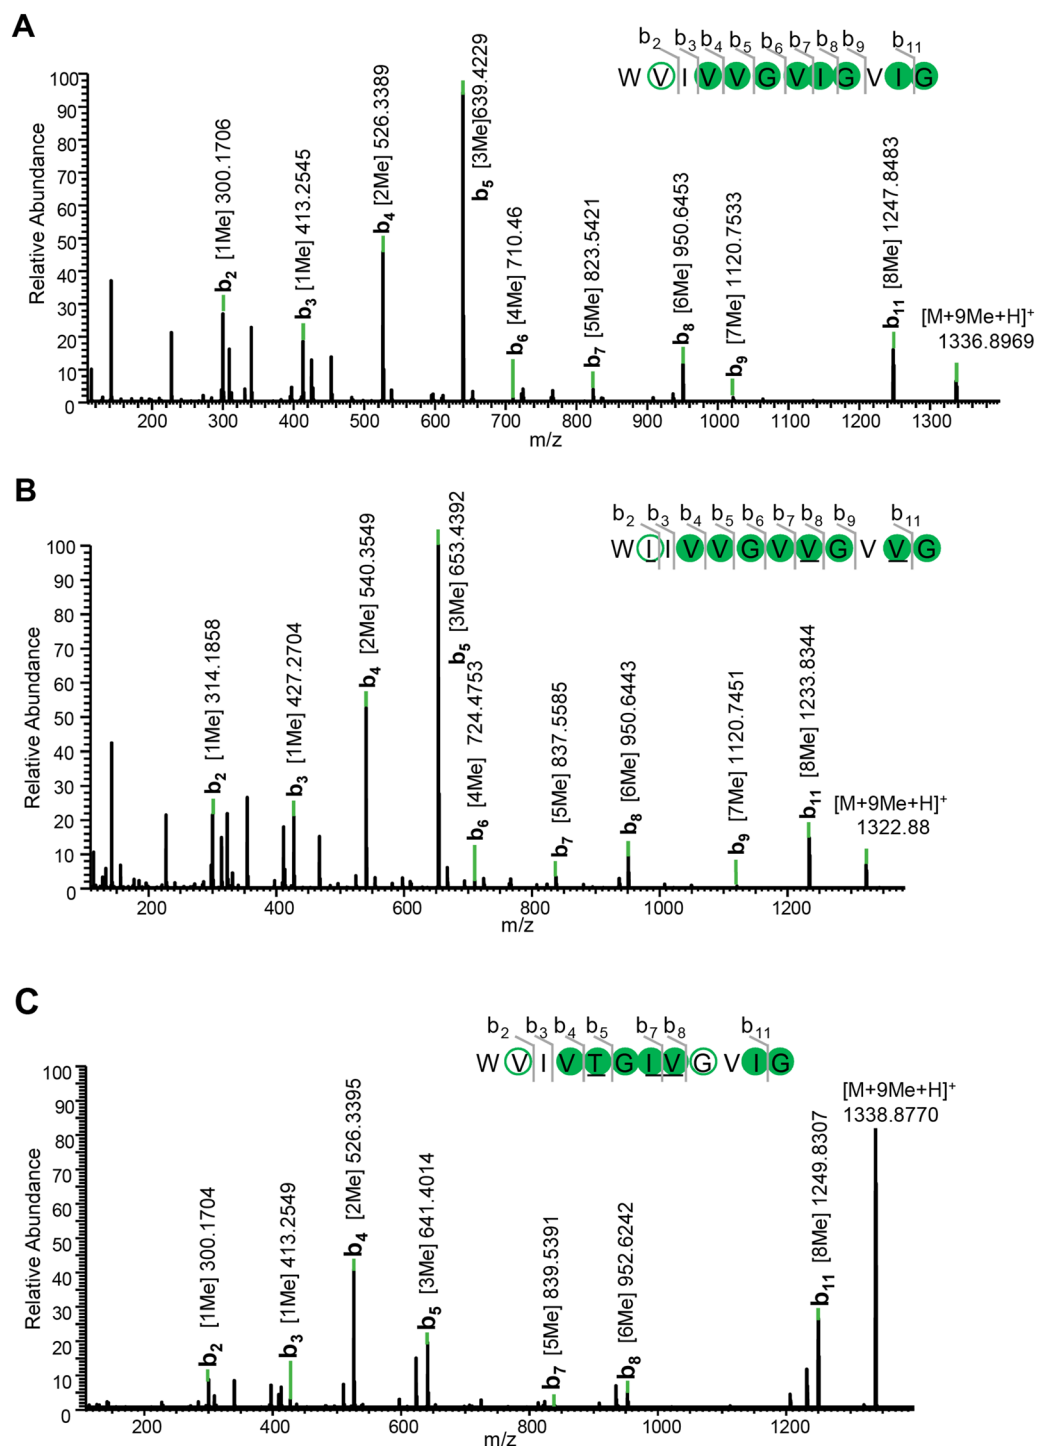 A
b2 b3 b4 b5 b6 b7 b8 b9 b11
W V I V V G V I G V I G
Relative Abundance
100
90
80
70
60
50
40
30
20
10
0
b2 [1Me] 300.1706
b3 [1Me] 413.2545
b4 [2Me] 526.3389
b5 [3Me]639.4229
b6 [4Me] 710.46
b7 [5Me] 823.5421
b8 [6Me] 950.6453
b9 [7Me] 1120.7533
b11 [8Me] 1247.8483
[M+9Me+H]+
1336.8969
200 300 400 500 600 700 800 900 1000 1100 1200 1300
m/z
B
b2 b3 b4 b5 b6 b7 b8 b9 b11
W I I V V G V V G V V G
Relative Abundance
100
90
80
70
60
50
40
30
20
10
0
b2 [1Me] 314.1858
b3 [1Me] 427.2704
b4 [2Me] 540.3549
b5 [3Me] 653.4392
b6 [4Me] 724.4753
b7 [5Me] 837.5585
b8 [6Me] 950.6443
b9 [7Me] 1120.7451
b11 [8Me] 1233.8344
[M+9Me+H]+
1322.88
200 400 600 800 1000 1200
m/z
C
b2 b3 b4 b5 b7 b8 b11
W V I V T G I V G V I G
Relative Abundance
100
90
80
70
60
50
40
30
20
10
0
b2 [1Me] 300.1704
b3 [1Me] 413.2549
b4 [2Me] 526.3395
b5 [3Me] 641.4014
b7 [5Me] 839.5391
b8 [6Me] 952.6242
b11 [8Me] 1249.8307
[M+9Me+H]+
1338.8770
200 400 600 800 1000 1200
m/z